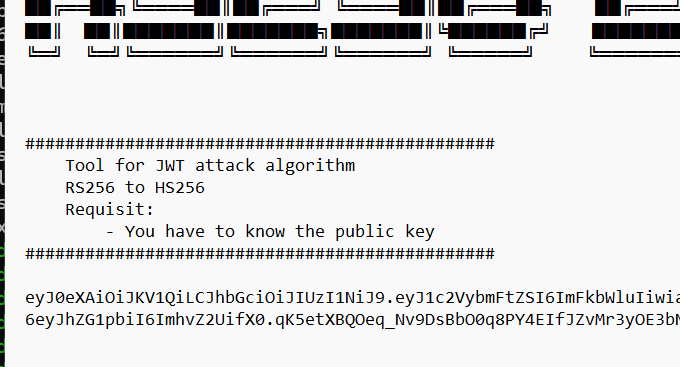 ###############################################
Tool for JWT attack algorithm
RS256 to HS256
Requisit:
- You have to know the public key
###############################################
eyJ0eXAiOiJKV1QiLCJhbGciOiJIUzI1NiJ9.eyJ1c2VybmFtZSI6ImFkbWluIiwia
6eyJhZG1pbiI6ImhvZ2UifX0.qK5etXBQOeq_Nv9DsBbO0q8PY4EIfJZvMr3yOE3bM